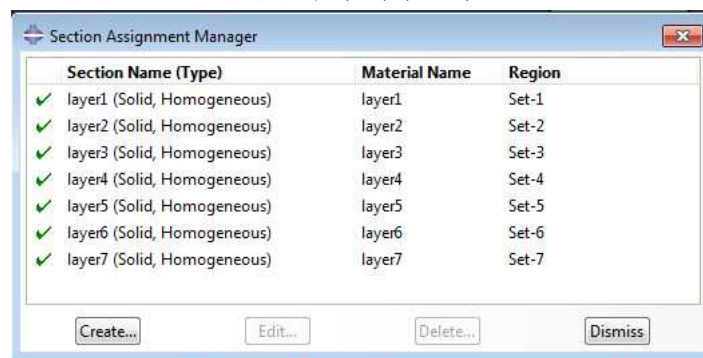 Section Assignment Manager
Section Name (Type) Material Name Region
layer1 (Solid, Homogeneous) layer1 Set-1
layer2 (Solid, Homogeneous) layer2 Set-2
layer3 (Solid, Homogeneous) layer3 Set-3
layer4 (Solid, Homogeneous) layer4 Set-4
layer5 (Solid, Homogeneous) layer5 Set-5
layer6 (Solid, Homogeneous) layer6 Set-6
layer7 (Solid, Homogeneous) layer7 Set-7
Create... Edit... Delete... Dismiss